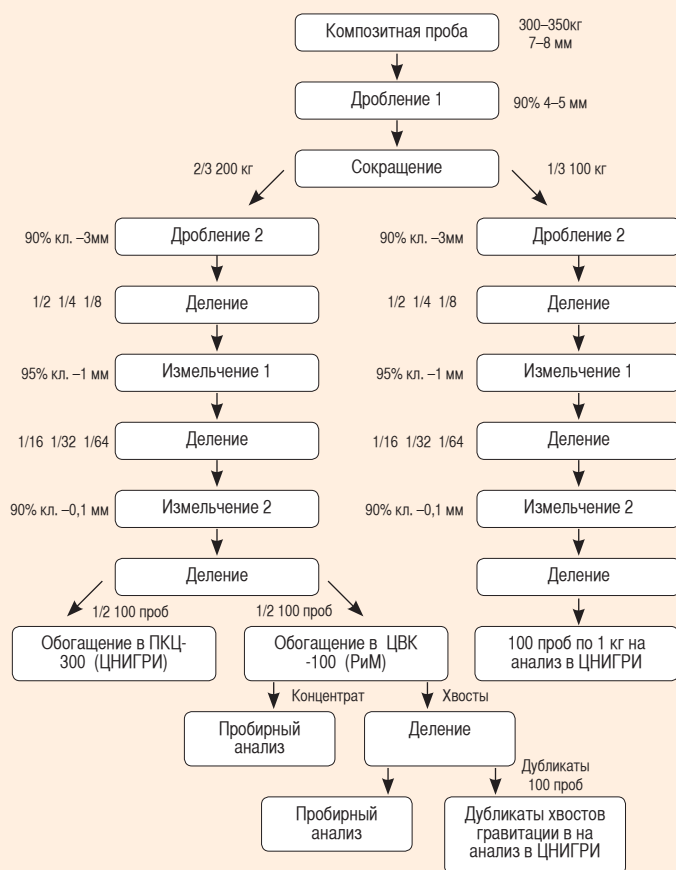 Композитная проба
300–350кг
7–8 мм
Дробление 1
90% 4–5 мм
2/3 200 кг
Сокращение
1/3 100 кг
90% кл. –3мм
Дробление 2
90% кл. –3мм
Дробление 2
1/2 1/4 1/8
Деление
1/2 1/4 1/8
Деление
95% кл. –1 мм
Измельчение 1
95% кл. –1 мм
Измельчение 1
1/16 1/32 1/64
Деление
1/16 1/32 1/64
Деление
90% кл. –0,1 мм
Измельчение 2
90% кл. –0,1 мм
Измельчение 2
Деление
Деление
1/2 100 проб
1/2 100 проб
Обогащение в ПКЦ-
300 (ЦНИГРИ)
Обогащение в ЦВК
-100 (РиМ)
100 проб по 1 кг на
анализ в ЦНИГРИ
Концентрат
Хвосты
Пробирный
анализ
Деление
Дубликаты
100 проб
Пробирный
анализ
Дубликаты хвостов
гравитации в на
анализ в ЦНИГРИ